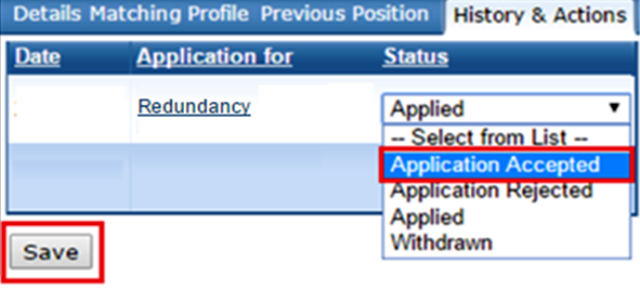 Details Matching Profile Previous Position History & Actions
Date Application for Status
Redundancy Applied
-- Select from List --
Application Accepted
Application Rejected
Applied
Withdrawn
Save